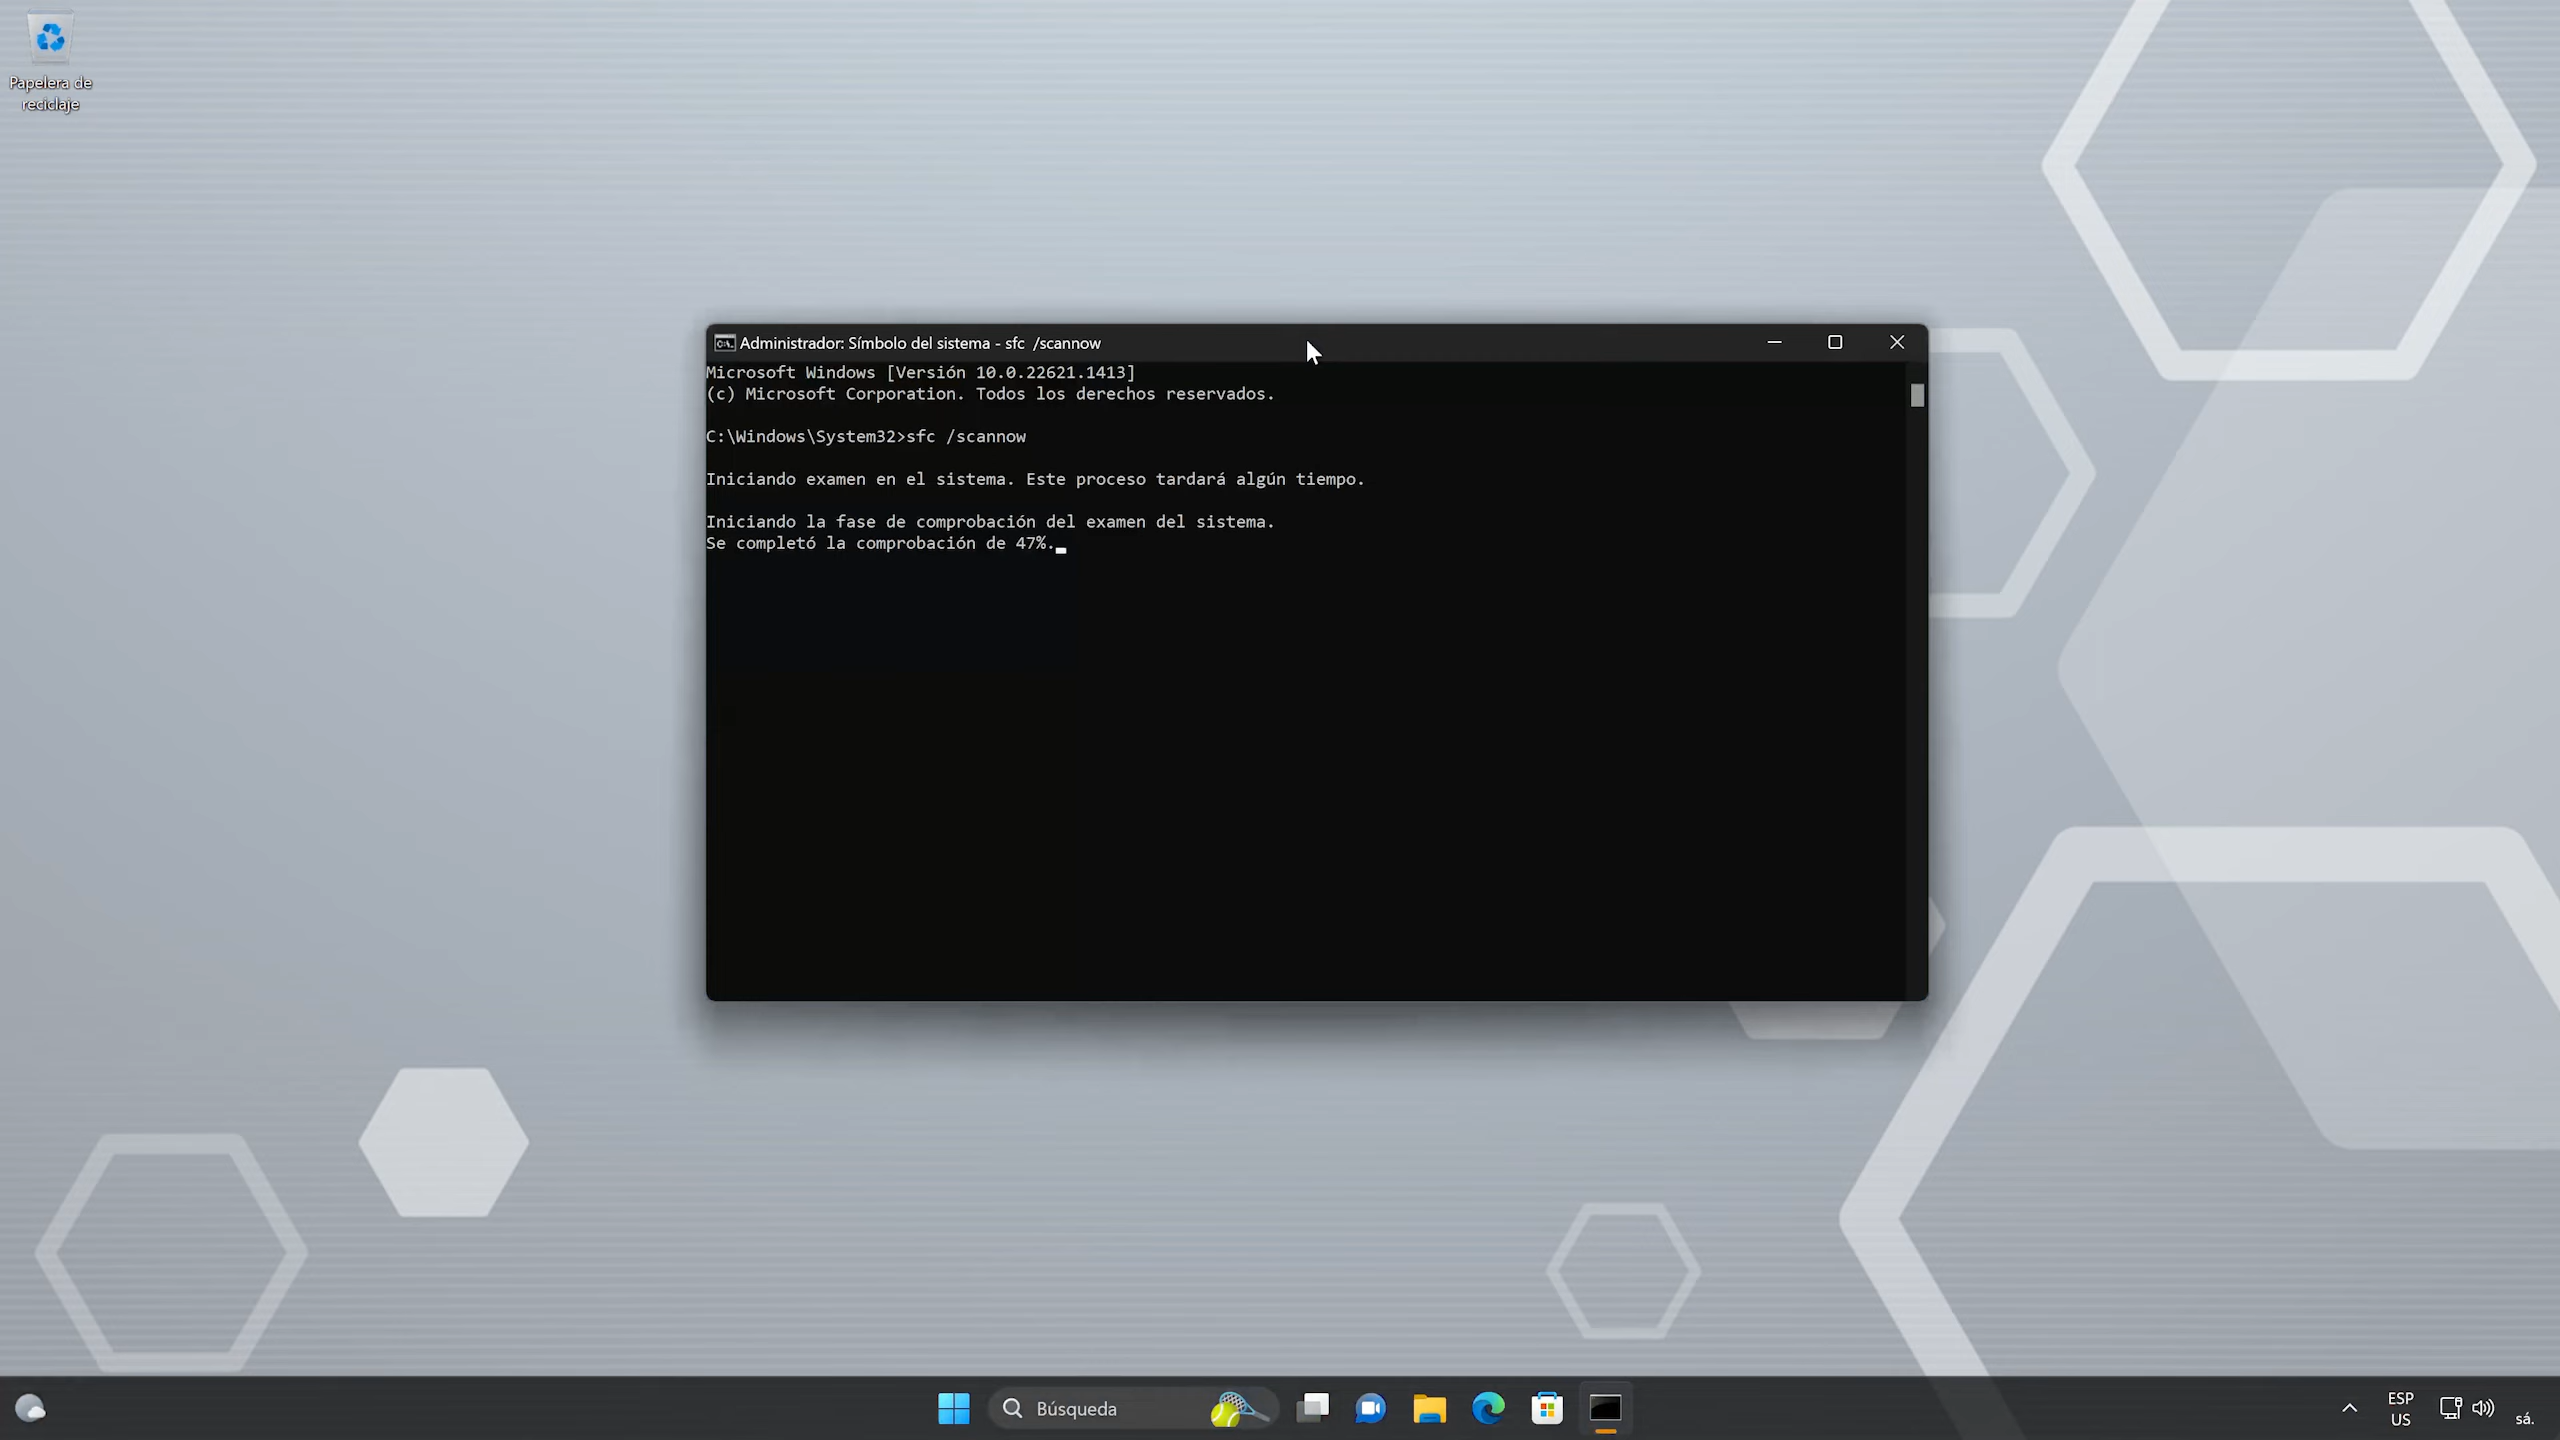 Papelera de
reciclaje
Administrador: Símbolo del sistema - sfc  /scannow
Microsoft Windows [Versión 10.0.22621.1413]
(c) Microsoft Corporation. Todos los derechos reservados.
C:\Windows\System32>sfc /scannow
Iniciando examen en el sistema. Este proceso tardará algún tiempo.
Iniciando la fase de comprobación del examen del sistema.
Se completó la comprobación de 47%.
Búsqueda
ESP
US
sá.